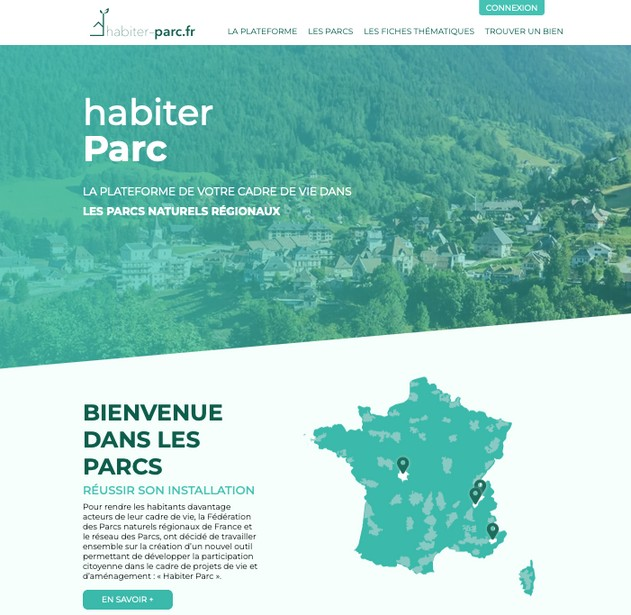 CONNEXION
habiter-parc.fr
LA PLATEFORME LES PARCS LES FICHES THÉMATIQUES TROUVER UN BIEN
habiter
Parc
LA PLATEFORME DE VOTRE CADRE DE VIE DANS
LES PARCS NATURELS RÉGIONAUX
BIENVENUE
DANS LES
PARCS
RÉUSSIR SON INSTALLATION
Pour rendre les habitants davantage
acteurs de leur cadre de vie, la Fédération
des Parcs naturels régionaux de France et
le réseau des Parcs, ont décidé de travailler
ensemble sur la création d'un nouvel outil
permettant de développer la participation
citoyenne dans le cadre de projets de vie et
d'aménagement : « Habiter Parc ».
EN SAVOIR +